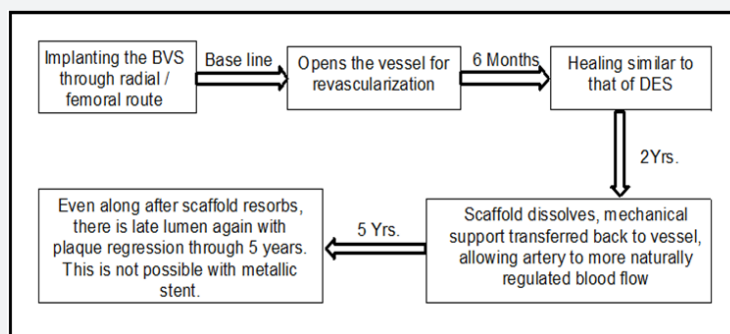 Implanting the BVS
through radial /
femoral route
Base line
Opens the vessel for
revascularization
6 Months
Healing similar to
that of DES
2Yrs.
Scaffold dissolves, mechanical
support transferred back to vessel,
allowing artery to more naturally
regulated blood flow
5 Yrs.
Even along after scaffold resorbs,
there is late lumen again with
plaque regression through 5 years.
This is not possible with metallic
stent.